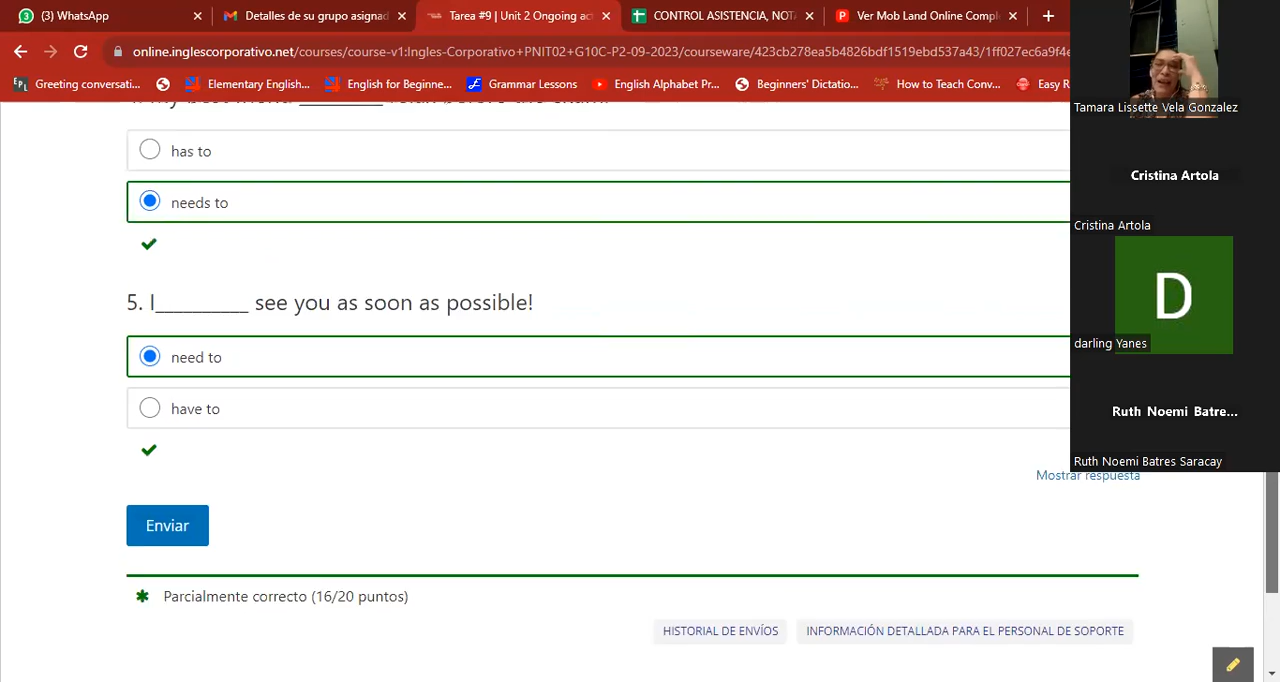 (3) WhatsApp
Detalles de su grupo asignad
Tarea #9 | Unit 2 Ongoing ac
CONTROL ASISTENCIA, NOTA
Ver Mob Land Online Compl
online.inglescorporativo.net/courses/course-v1:Ingles-Corporativo+PNIT02+G10C-P2-09-2023/courseware/423cb278ea5b4826bdf1519ebd537a43/1ff027ec6a9f4e
Greeting conversati...
Elementary English...
English for Beginne...
Grammar Lessons
English Alphabet Pr...
Beginners' Dictatio...
How to Teach Conv...
Easy R
has to
needs to
5. I_________ see you as soon as possible!
need to
have to
Mostrar respuesta
Enviar
Parcialmente correcto (16/20 puntos)
HISTORIAL DE ENVÍOS
INFORMACIÓN DETALLADA PARA EL PERSONAL DE SOPORTE
Tamara Lissette Vela Gonzalez
Cristina Artola
Cristina Artola
D
darling Yanes
Ruth Noemi Batre...
Ruth Noemi Batres Saracay